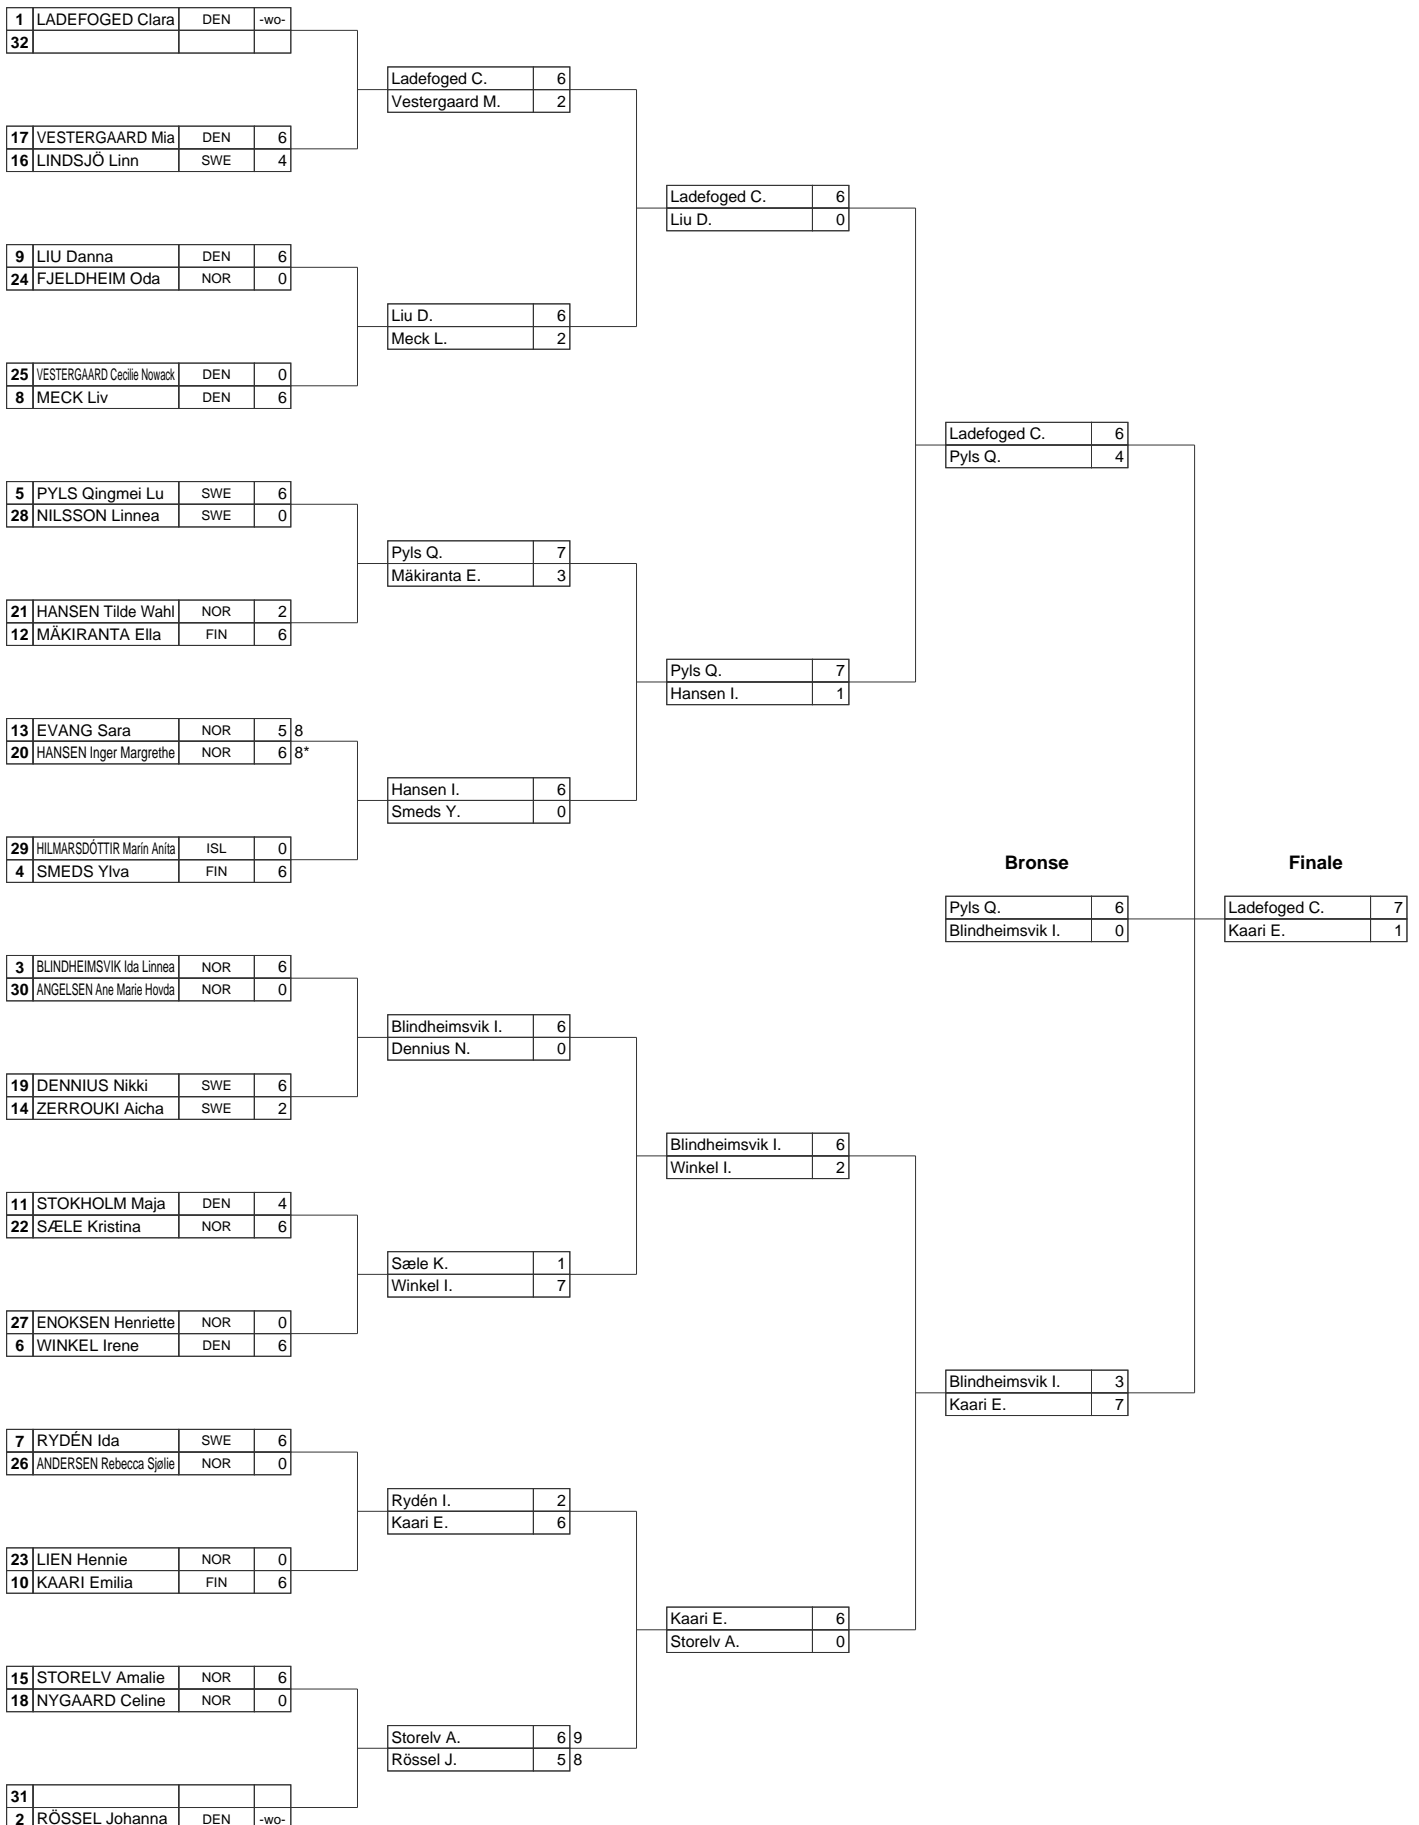 1 LADEFOGED Clara DEN -wo-
32
Ladefoged C. 6
Vestergaard M. 2
17 VESTERGAARD Mia DEN 6
16 LINDSJÖ Linn SWE 4
Ladefoged C. 6
Liu D. 0
9 LIU Danna DEN 6
24 FJELDHEIM Oda NOR 0
Liu D. 6
Meck L. 2
25 VESTERGAARD Cecilie Nowack DEN 0
8 MECK Liv DEN 6
Ladefoged C. 6
Pyls Q. 4
5 PYLS Qingmei Lu SWE 6
28 NILSSON Linnea SWE 0
Pyls Q. 7
Mäkiranta E. 3
21 HANSEN Tilde Wahl NOR 2
12 MÄKIRANTA Ella FIN 6
Pyls Q. 7
Hansen I. 1
13 EVANG Sara NOR 5 8
20 HANSEN Inger Margrethe NOR 6 8*
Hansen I. 6
Smeds Y. 0
29 HILMARSDÓTTIR Marín Aníta ISL 0
4 SMEDS Ylva FIN 6
Bronse Finale
Pyls Q. 6 Ladefoged C. 7
Blindheimsvik I. 0 Kaari E. 1
3 BLINDHEIMSVIK Ida Linnea NOR 6
30 ANGELSEN Ane Marie Hovda NOR 0
Blindheimsvik I. 6
Dennius N. 0
19 DENNIUS Nikki SWE 6
14 ZERROUKI Aicha SWE 2
Blindheimsvik I. 6
Winkel I. 2
11 STOKHOLM Maja DEN 4
22 SÆLE Kristina NOR 6
Sæle K. 1
Winkel I. 7
27 ENOKSEN Henriette NOR 0
6 WINKEL Irene DEN 6
Blindheimsvik I. 3
Kaari E. 7
7 RYDÉN Ida SWE 6
26 ANDERSEN Rebecca Sjølie NOR 0
Rydén I. 2
Kaari E. 6
23 LIEN Hennie NOR 0
10 KAARI Emilia FIN 6
Kaari E. 6
Storelv A. 0
15 STORELV Amalie NOR 6
18 NYGAARD Celine NOR 0
Storelv A. 6 9
Rössel J. 5 8
31
2 RÖSSEL Johanna DEN -wo-